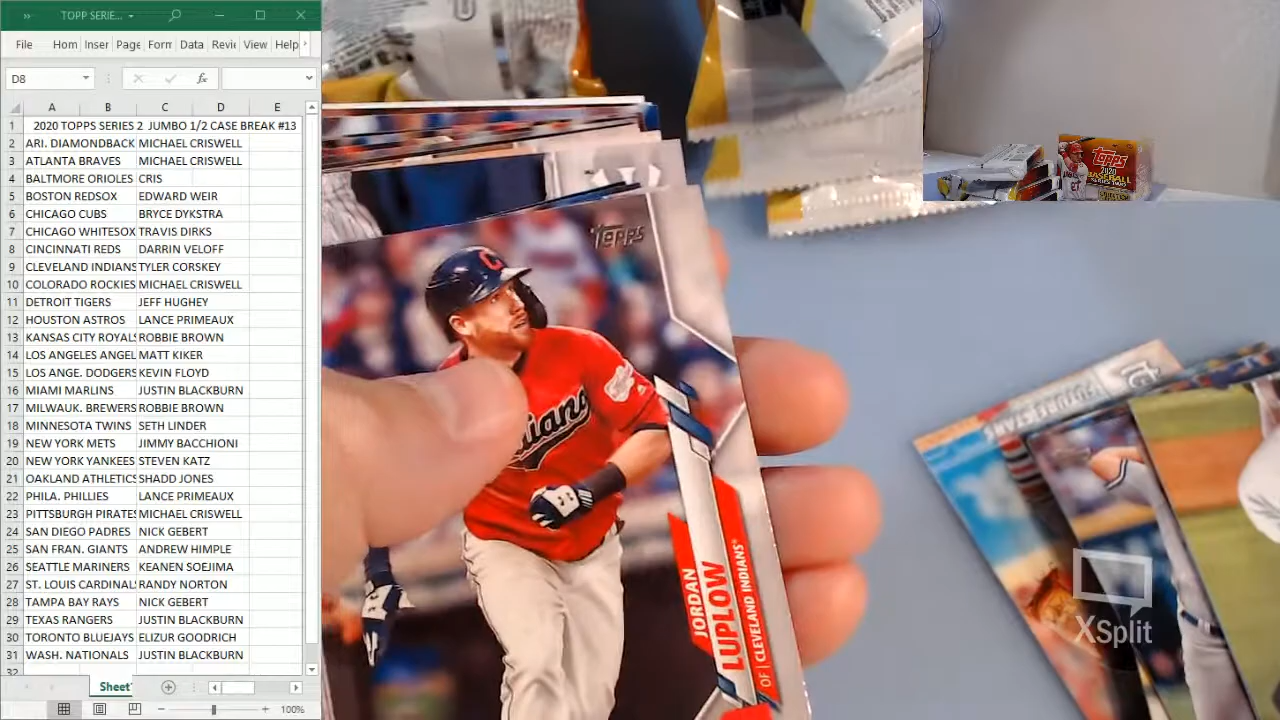 TOPP SERIE...
File Hom Inser Page Forn Data Revie View Help
D8
fx
A B C D E
1 2020 TOPPS SERIES 2 JUMBO 1/2 CASE BREAK #13
2 ARI. DIAMONDBACK MICHAEL CRISWELL
3 ATLANTA BRAVES MICHAEL CRISWELL
4 BALTMORE ORIOLES CRIS
5 BOSTON REDSOX EDWARD WEIR
6 CHICAGO CUBS BRYCE DYKSTRA
7 CHICAGO WHITESOX TRAVIS DIRKS
8 CINCINNATI REDS DARRIN VELOFF
9 CLEVELAND INDIANS TYLER CORSKEY
10 COLORADO ROCKIES MICHAEL CRISWELL
11 DETROIT TIGERS JEFF HUGHEY
12 HOUSTON ASTROS LANCE PRIMEAUX
13 KANSAS CITY ROYALS ROBBIE BROWN
14 LOS ANGELES ANGEL MATT KIKER
15 LOS ANGE. DODGERS KEVIN FLOYD
16 MIAMI MARLINS JUSTIN BLACKBURN
17 MILWAUK. BREWERS ROBBIE BROWN
18 MINNESOTA TWINS SETH LINDER
19 NEW YORK METS JIMMY BACCHIONI
20 NEW YORK YANKEES STEVEN KATZ
21 OAKLAND ATHLETICS SHADD JONES
22 PHILA. PHILLIES LANCE PRIMEAUX
23 PITTSBURGH PIRATES MICHAEL CRISWELL
24 SAN DIEGO PADRES NICK GEBERT
25 SAN FRAN. GIANTS ANDREW HIMPLE
26 SEATTLE MARINERS KEANEN SOEJIMA
27 ST. LOUIS CARDINALS RANDY NORTON
28 TAMPA BAY RAYS NICK GEBERT
29 TEXAS RANGERS JUSTIN BLACKBURN
30 TORONTO BLUEJAYS ELIZUR GOODRICH
31 WASH. NATIONALS JUSTIN BLACKBURN
Sheet1
100%
TOPPS
C
Indians
JORDAN
LUPLOW
OF | CLEVELAND INDIANS®
TOPPS
2020
BASEBALL
SERIES TWO
27
FUTURE STARS
XSplit